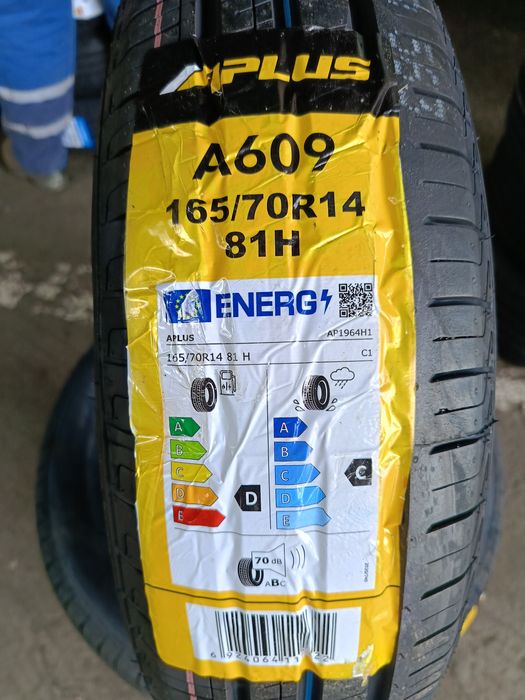 APLUS
A609
165/70R14
81H
ENERG
APLUS AP1964H1
165/70R14 81 H C1
A A
B B
C C C
D D D
E E
70 dB
ABC